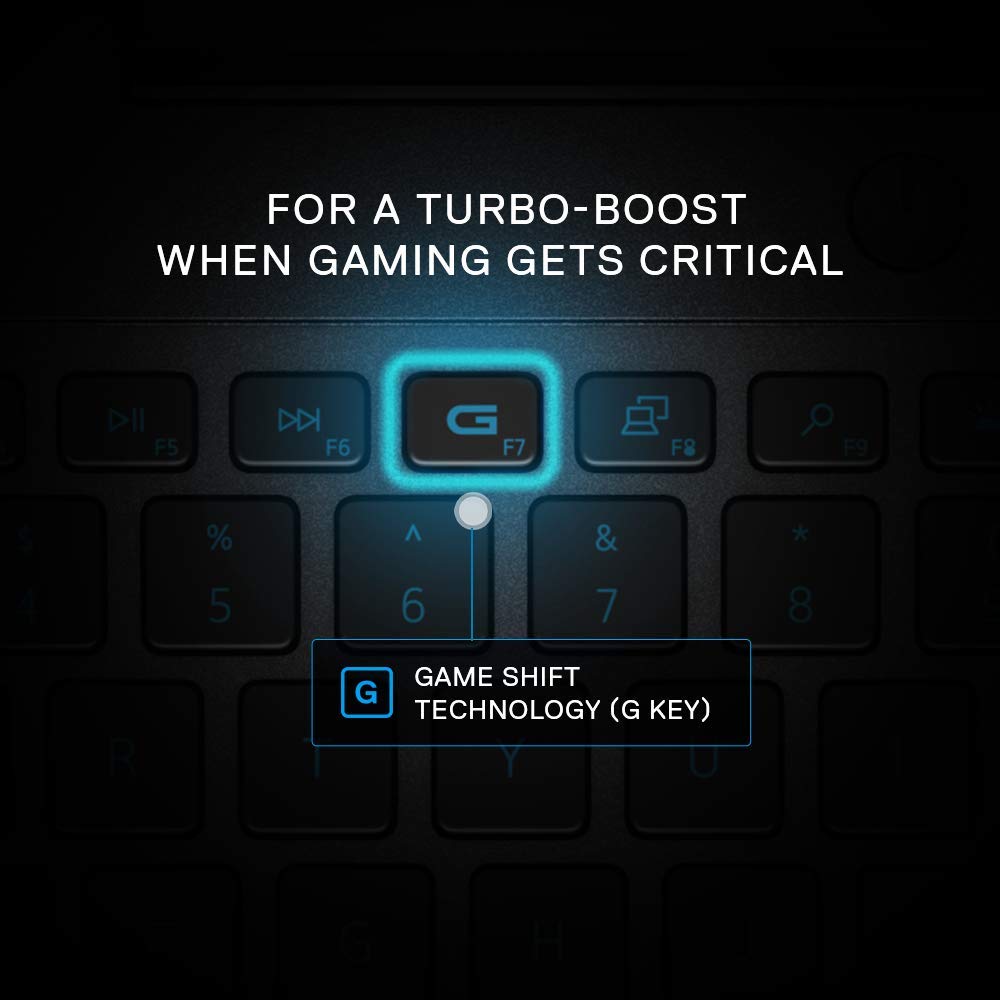 FOR A TURBO-BOOST
WHEN GAMING GETS CRITICAL
F5 F6 G F7 F8 F9
$ % ^ & *
4 5 6 7 8
G GAME SHIFT
TECHNOLOGY (G KEY)
R T Y U I
G H